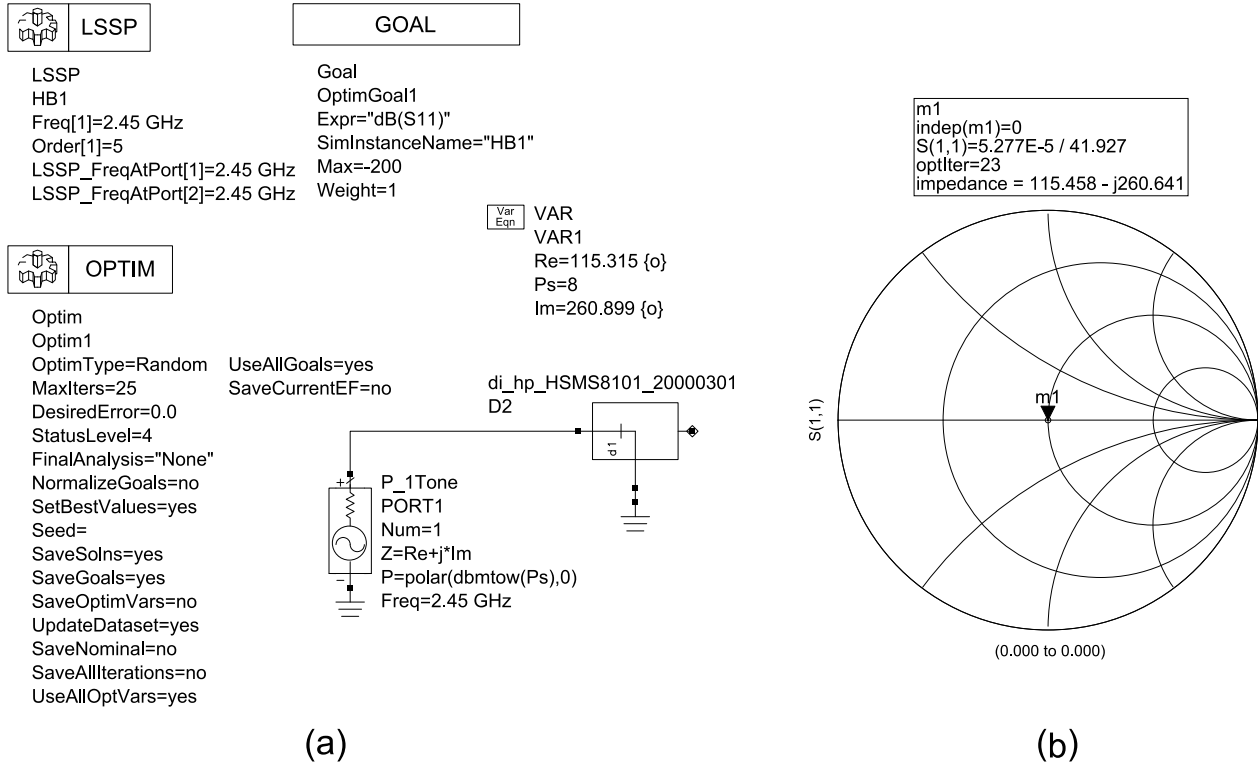 LSSP
LSSP
HB1
Freq[1]=2.45 GHz
Order[1]=5
LSSP_FreqAtPort[1]=2.45 GHz
LSSP_FreqAtPort[2]=2.45 GHz
GOAL
Goal
OptimGoal1
Expr="dB(S11)"
SimInstanceName="HB1"
Max=-200
Weight=1
Var
Eqn
VAR
VAR1
Re=115.315 {o}
Ps=8
Im=260.899 {o}
OPTIM
Optim
Optim1
OptimType=Random UseAllGoals=yes
MaxIters=25 SaveCurrentEF=no
DesiredError=0.0
StatusLevel=4
FinalAnalysis="None"
NormalizeGoals=no
SetBestValues=yes
Seed=
SaveSolns=yes
SaveGoals=yes
SaveOptimVars=no
UpdateDataset=yes
SaveNominal=no
SaveAllIterations=no
UseAllOptVars=yes
di_hp_HSMS8101_20000301
D2
d1
+
-
P_1Tone
PORT1
Num=1
Z=Re+j*Im
P=polar(dbmtow(Ps),0)
Freq=2.45 GHz
(a)
m1
indep(m1)=0
S(1,1)=5.277E-5 / 41.927
optIter=23
impedance = 115.458 - j260.641
m1
S(1,1)
(0.000 to 0.000)
(b)